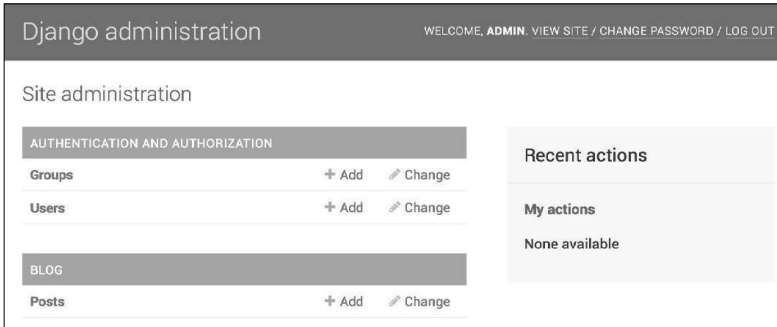 Django administration
WELCOME, ADMIN. VIEW SITE / CHANGE PASSWORD / LOG OUT
Site administration
AUTHENTICATION AND AUTHORIZATION
Groups + Add Change
Users + Add Change
BLOG
Posts + Add Change
Recent actions
My actions
None available